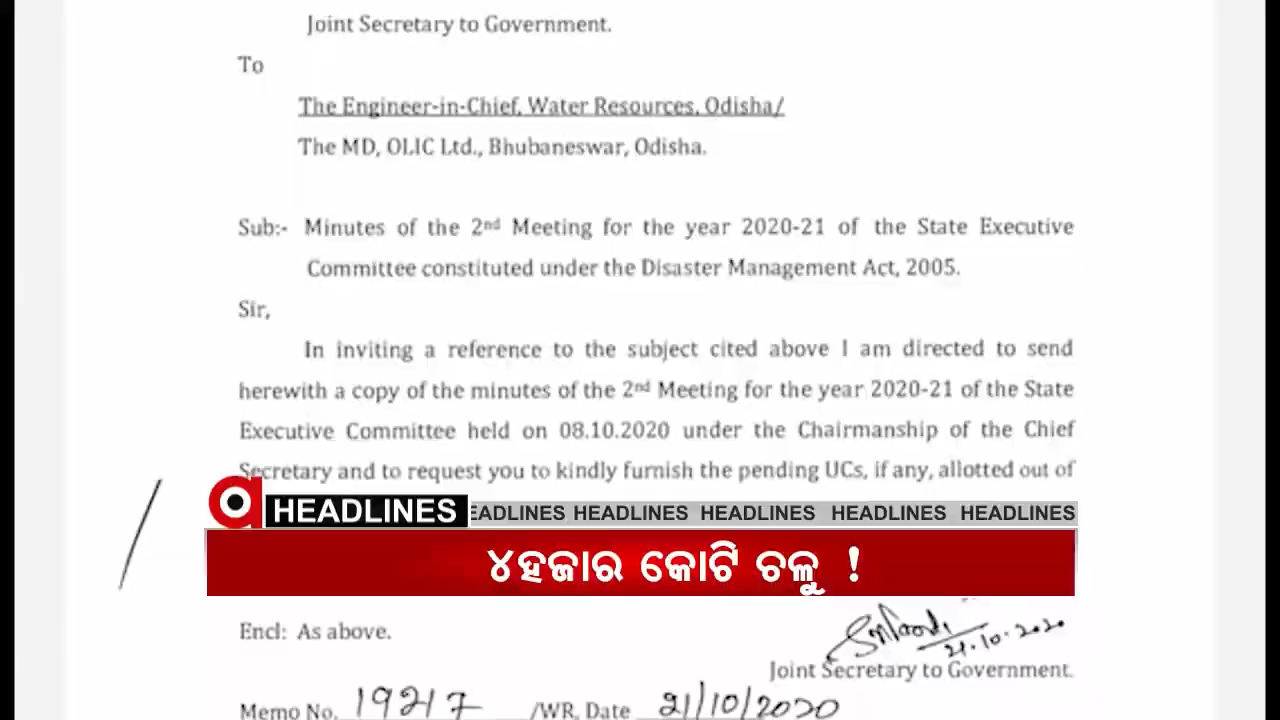 Joint Secretary to Government.
To
The Engineer-in-Chief, Water Resources, Odisha/
The MD, OLIC Ltd., Bhubaneswar, Odisha.
Sub:- Minutes of the 2nd Meeting for the year 2020-21 of the State Executive
Committee constituted under the Disaster Management Act, 2005.
Sir,
In inviting a reference to the subject cited above I am directed to send
herewith a copy of the minutes of the 2nd Meeting for the year 2020-21 of the State
Executive Committee held on 08.10.2020 under the Chairmanship of the Chief
Secretary and to request you to kindly furnish the pending UCs, if any, allotted out of
HEADLINES EADLINES HEADLINES HEADLINES HEADLINES HEADLINES
୪ହଜାର କୋଟି ଚଳୁ !
Encl: As above.
21.10.2020
Joint Secretary to Government.
Memo No. 19217 /WR, Date 21/10/2020